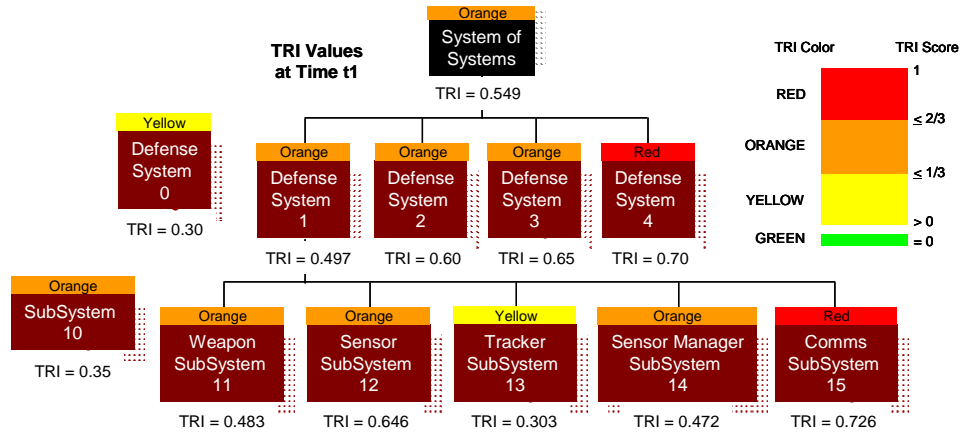 Orange
System of
Systems
TRI = 0.549
TRI Values
at Time t1
TRI Color
TRI Score
1
RED
≤ 2/3
ORANGE
≤ 1/3
YELLOW
> 0
GREEN
= 0
Yellow
Defense
System
0
TRI = 0.30
Orange
Defense
System
1
TRI = 0.497
Orange
Defense
System
2
TRI = 0.60
Orange
Defense
System
3
TRI = 0.65
Red
Defense
System
4
TRI = 0.70
Orange
SubSystem
10
TRI = 0.35
Orange
Weapon
SubSystem
11
TRI = 0.483
Orange
Sensor
SubSystem
12
TRI = 0.646
Yellow
Tracker
SubSystem
13
TRI = 0.303
Orange
Sensor Manager
SubSystem
14
TRI = 0.472
Red
Comms
SubSystem
15
TRI = 0.726